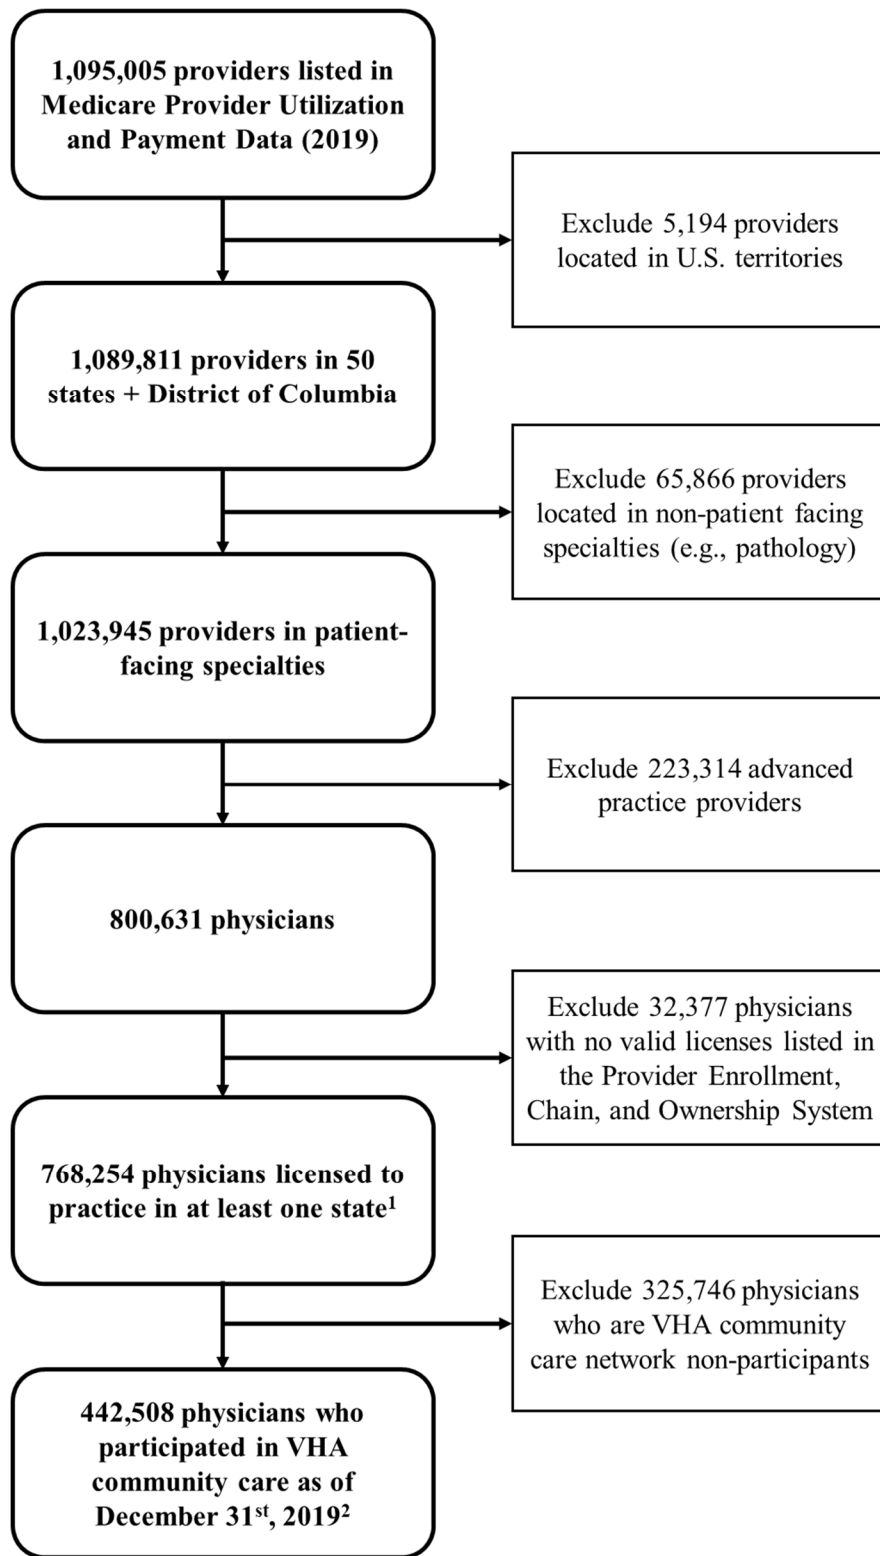 1,095,005 providers listed in
Medicare Provider Utilization
and Payment Data (2019)
Exclude 5,194 providers
located in U.S. territories
1,089,811 providers in 50
states + District of Columbia
Exclude 65,866 providers
located in non-patient facing
specialties (e.g., pathology)
1,023,945 providers in patient-
facing specialties
Exclude 223,314 advanced
practice providers
800,631 physicians
Exclude 32,377 physicians
with no valid licenses listed in
the Provider Enrollment,
Chain, and Ownership System
768,254 physicians licensed to
practice in at least one state¹
Exclude 325,746 physicians
who are VHA community
care network non-participants
442,508 physicians who
participated in VHA
community care as of
December 31ˢᵗ, 2019²